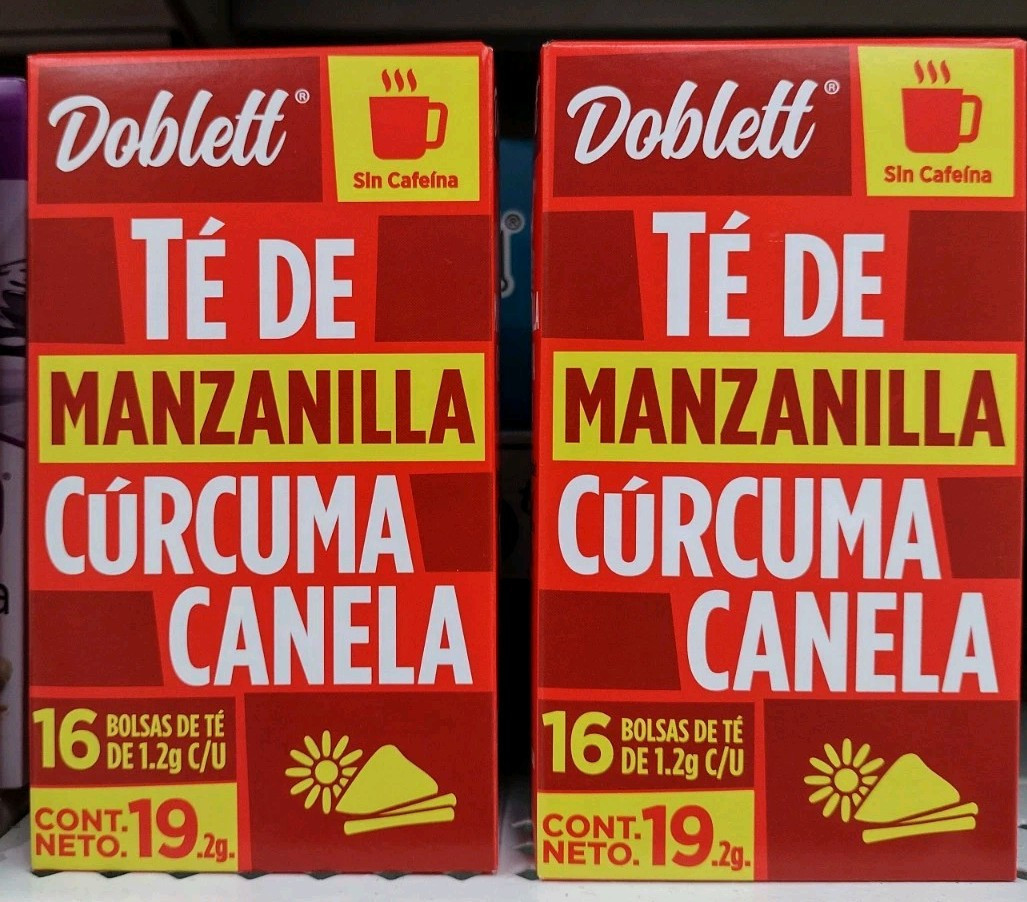 Doblett®
Sin Cafeína
TÉ DE
MANZANILLA
CÚRCUMA
CANELA
16 BOLSAS DE TÉ
DE 1.2g C/U
CONT.
NETO. 19.2g.
Doblett®
Sin Cafeína
TÉ DE
MANZANILLA
CÚRCUMA
CANELA
16 BOLSAS DE TÉ
DE 1.2g C/U
CONT.
NETO. 19.2g.